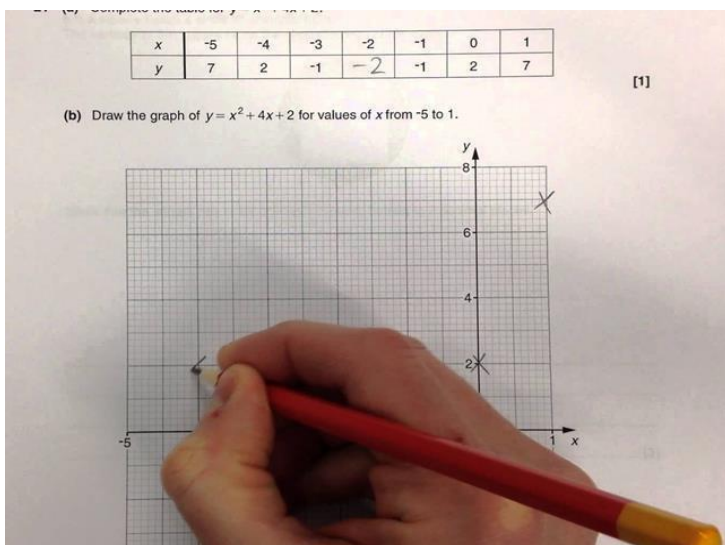 x -5 -4 -3 -2 -1 0 1
y 7 2 -1 -2 -1 2 7
[1]
(b) Draw the graph of y = x² + 4x + 2 for values of x from -5 to 1.
y
8
6
4
2
-5 1 x